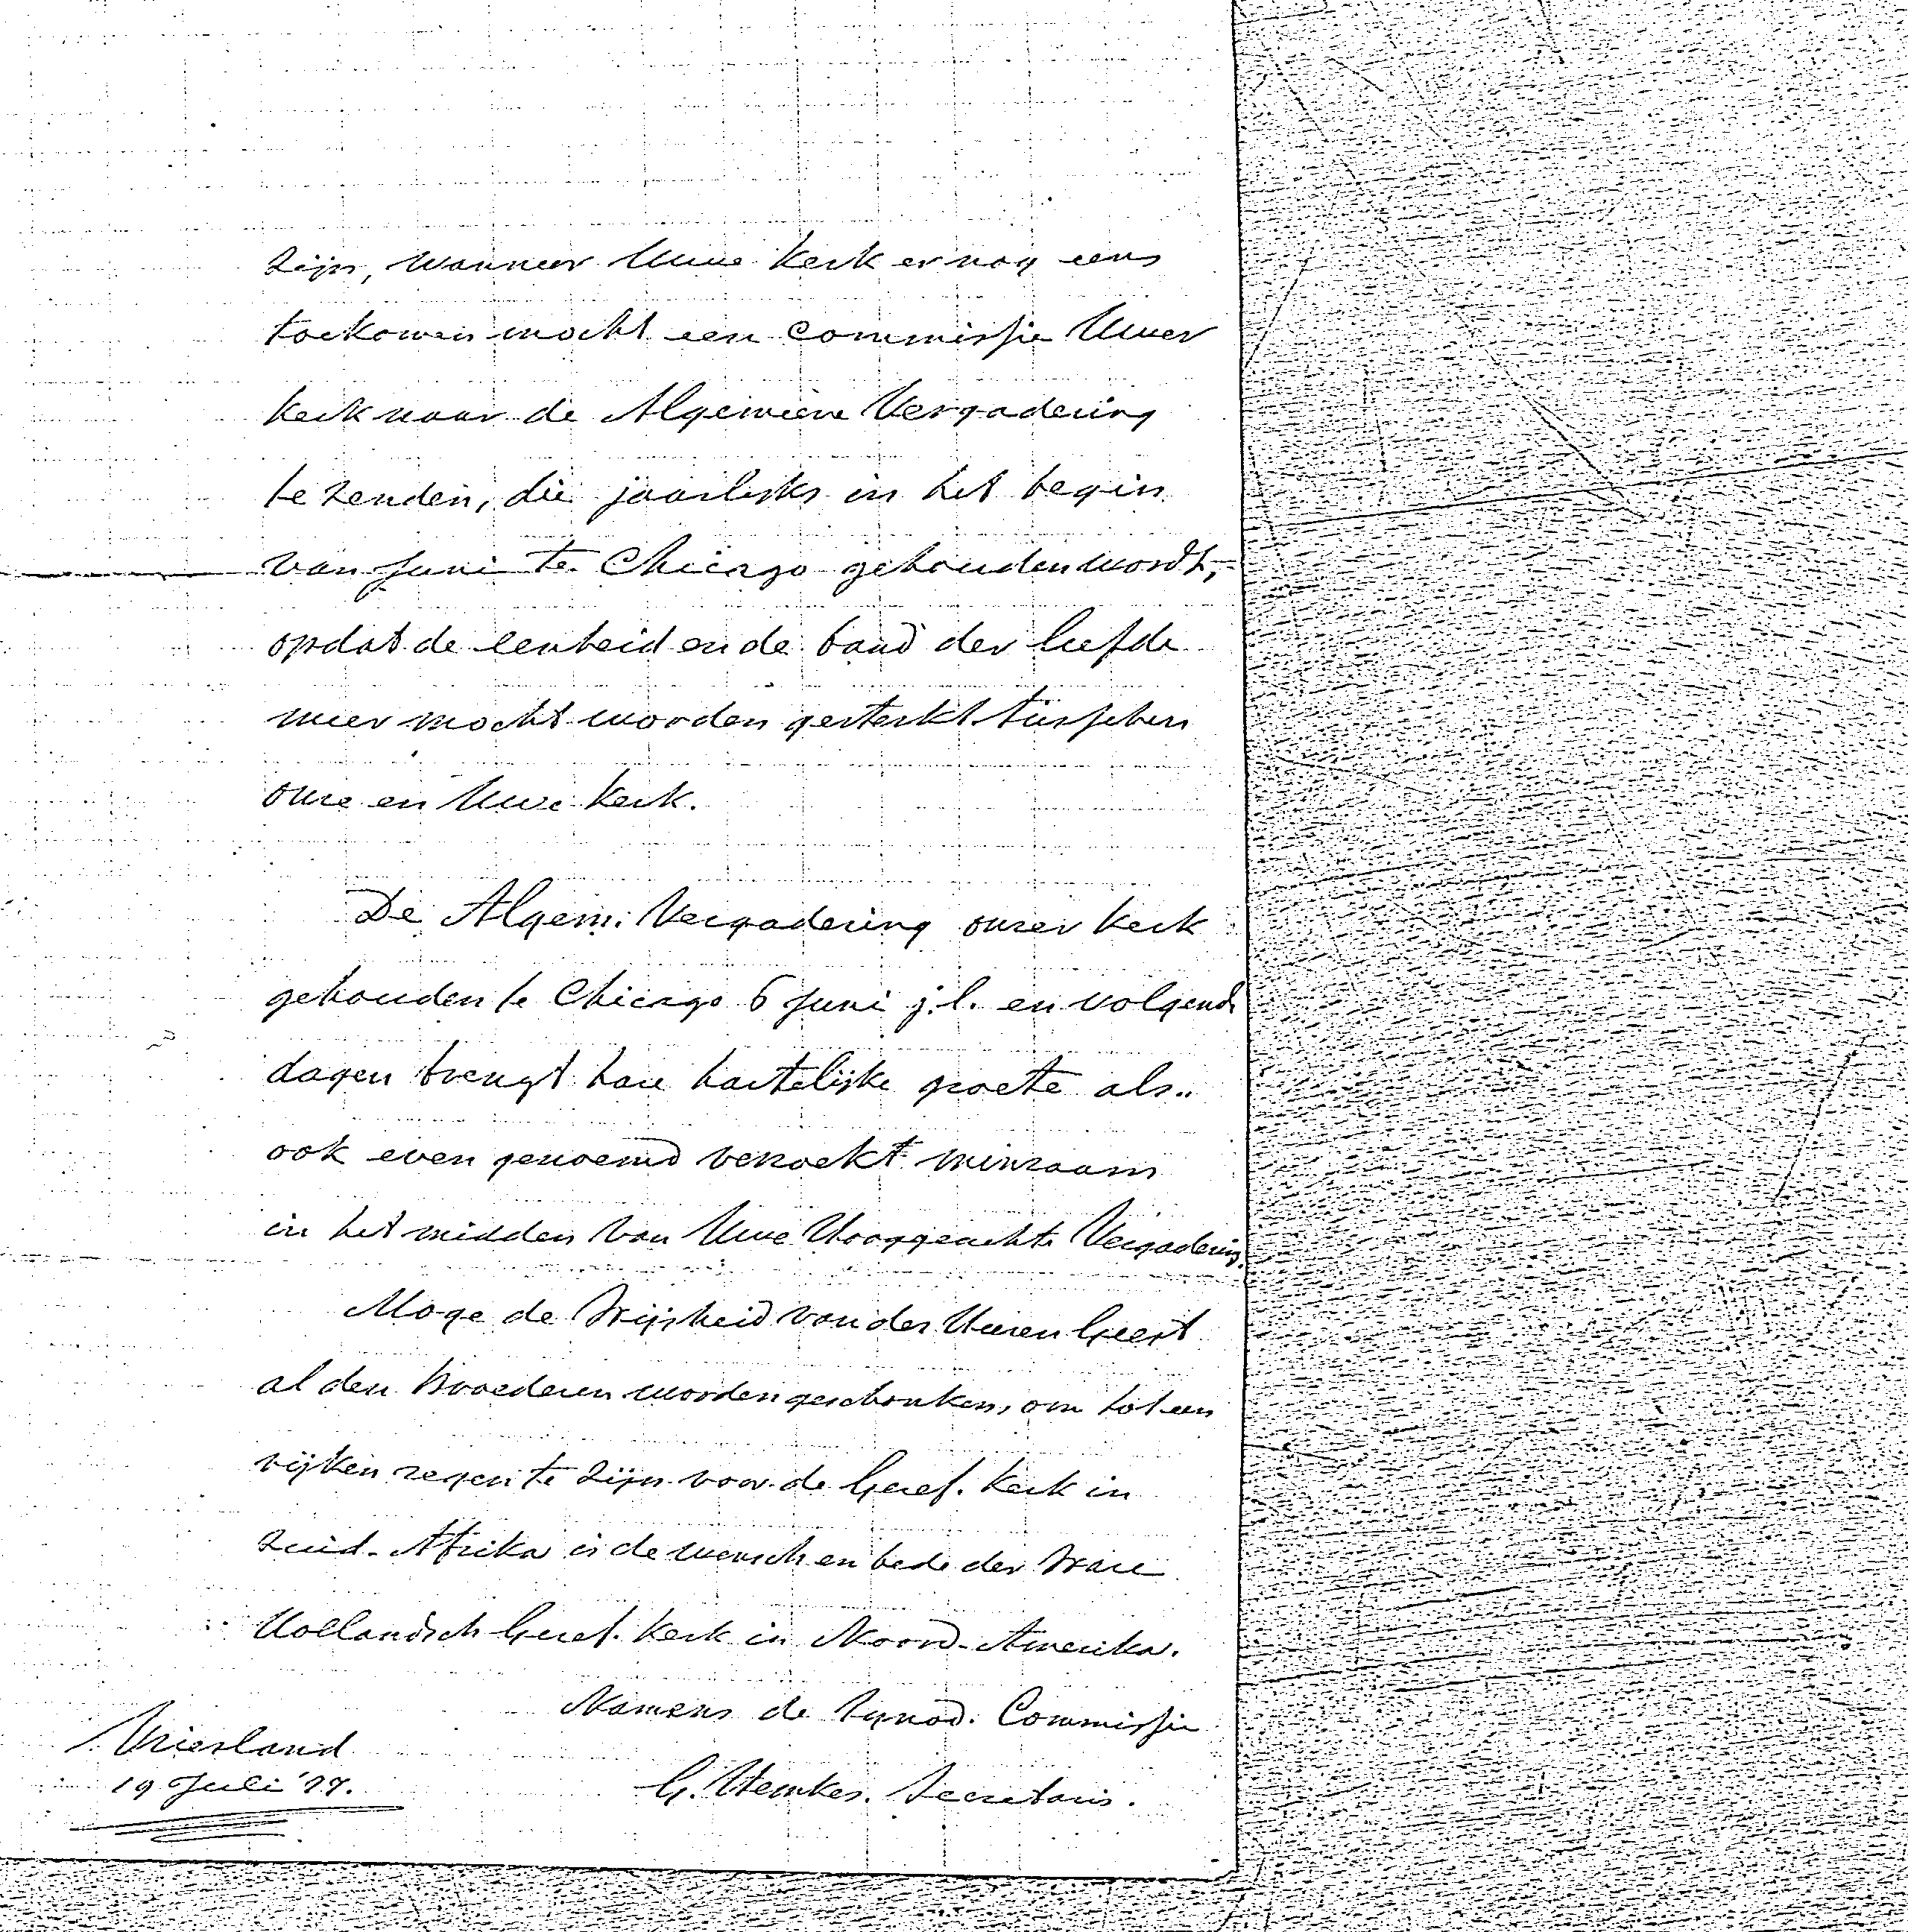 zijn, wanneer Uwe Kerk er nog eens
toekomen mocht een commissie Uwer
Kerk naar de Algemeene Vergadering
te zenden, die jaarlijks in het begin
van Juni te Chicago gehouden wordt,
opdat de eenheid en de band der liefde
meer mocht worden gesterkt tusschen
onze en Uwe Kerk.
De Algem. Vergadering onzer Kerk
gehouden te Chicago 6 Juni j.l. en volgende
dagen brengt hare hartelijke groete als..
ook even genoemd verzoekt minzaam
in het midden van Uwe Hooggeachte Vergadering.
Moge de Wijsheid van des Heeren Geest
al den Broederen worden geschonken, om tot een
rijken zegen te zijn voor de Geref. Kerk in
Zuid-Afrika is de wensch en bede der Ware
Hollandsch Geref. Kerk in Noord-Amerika.
Namens de Synod. Commissie
Vriesland
19 Juli '77.
G. Hemkes. Secretaris.